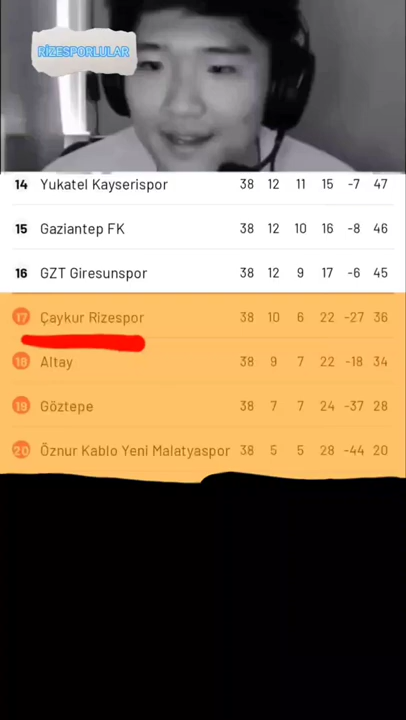 RİZESPORLULAR
14 Yukatel Kayserispor 38 12 11 15 -7 47
15 Gaziantep FK 38 12 10 16 -8 46
16 GZT Giresunspor 38 12 9 17 -6 45
17 Çaykur Rizespor 38 10 6 22 -27 36
18 Altay 38 9 7 22 -18 34
19 Göztepe 38 7 7 24 -37 28
20 Öznur Kablo Yeni Malatyaspor 38 5 5 28 -44 20